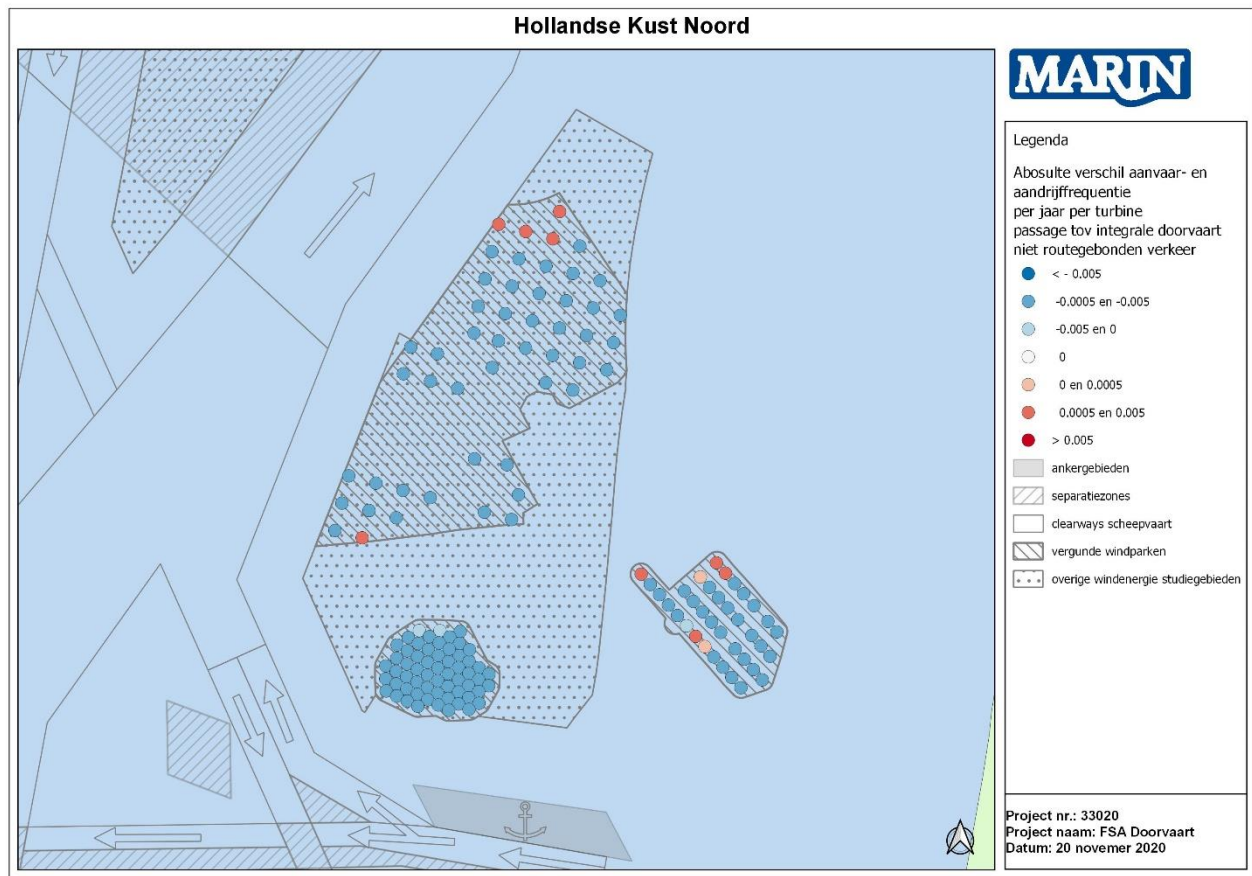 Hollandse Kust Noord
MARIN
Legenda
Abosulte verschil aanvaar- en
aandrijffrequentie
per jaar per turbine
passage tov integrale doorvaart
niet routegebonden verkeer
< - 0.005
-0.0005 en -0.005
-0.005 en 0
0
0 en 0.0005
0.0005 en 0.005
> 0.005
ankergebieden
separatiezones
clearways scheepvaart
vergunde windparken
overige windenergie studiegebieden
Project nr.: 33020
Project naam: FSA Doorvaart
Datum: 20 novemer 2020